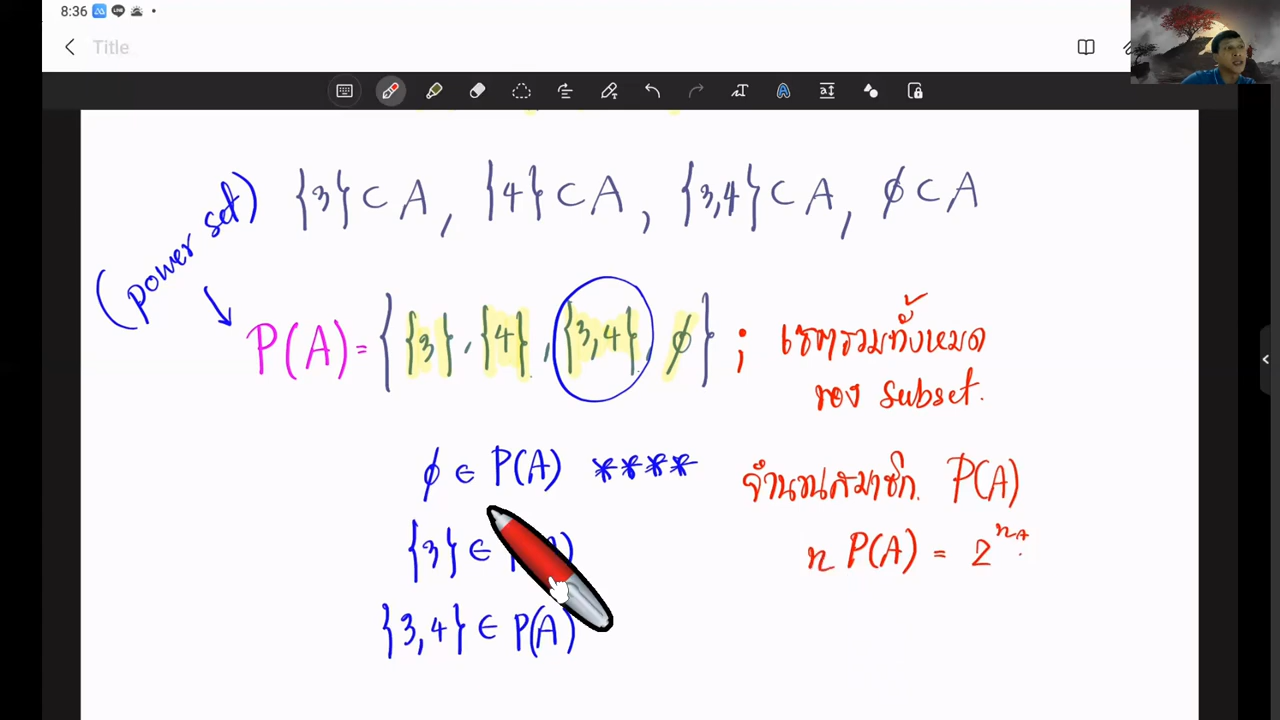 8:36
Title
{3} ⊂ A, {4} ⊂ A, {3,4} ⊂ A, ϕ ⊂ A
(power set)
P(A) = { {3}, {4}, {3,4}, ϕ } ; เซตรวมทั้งหมด
ของ subset.
ϕ ∈ P(A) ****
จำนวนสมาชิก P(A)
{3} ∈
n P(A) = 2^nA
{3,4} ∈ P(A)